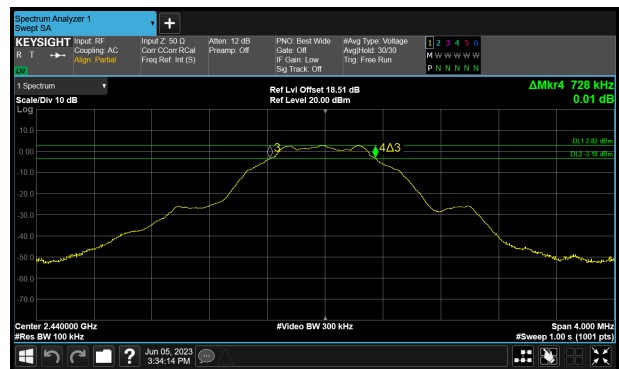 Spectrum Analyzer 1
Swept SA
+
KEYSIGHT
R T
LNI
Input: RF
Coupling: AC
Align: Partial
Input Z: 50 Ω
Corr CCorr RCal
Freq Ref: Int (S)
Atten: 12 dB
Preamp: Off
PNO: Best Wide
Gate: Off
IF Gain: Low
Sig Track: Off
#Avg Type: Voltage
Avg|Hold: 30/30
Trig: Free Run
1 2 3 4 5 6
M W W W W W
P N N N N N
1 Spectrum
Scale/Div 10 dB
Log
Ref Lvl Offset 18.51 dB
Ref Level 20.00 dBm
ΔMkr4 728 kHz
0.01 dB
10.0
0.00
-10.0
-20.0
-30.0
-40.0
-50.0
-60.0
-70.0
3
4Δ3
DL1 2.82 dBm
DL2 -3.18 dBm
Center 2.440000 GHz
#Res BW 100 kHz
#Video BW 300 kHz
Span 4.000 MHz
#Sweep 1.00 s (1001 pts)
?
Jun 05, 2023
3:34:14 PM